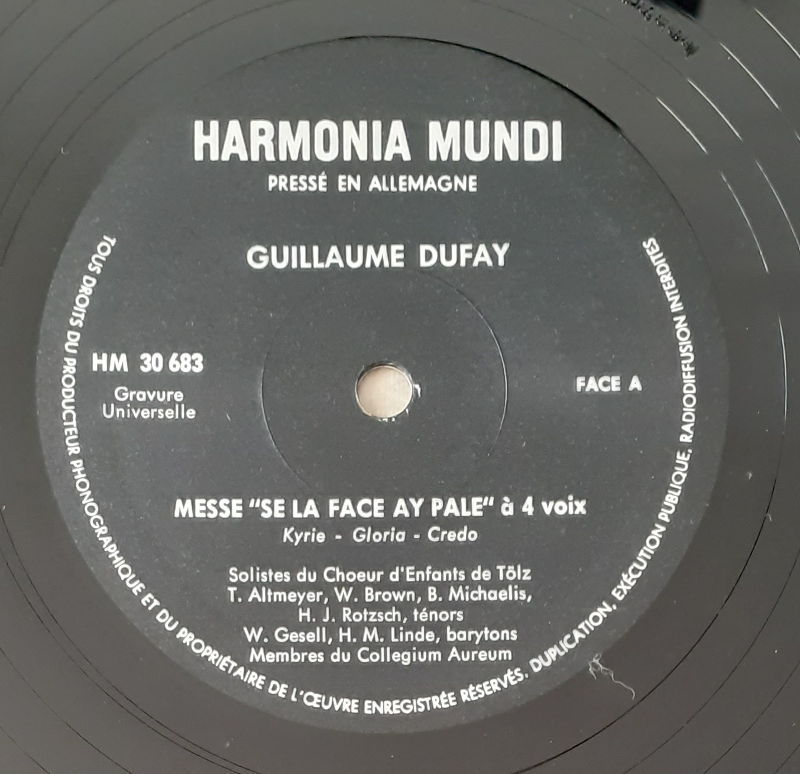 HARMONIA MUNDI
PRESSÉ EN ALLEMAGNE
GUILLAUME DUFAY
HM 30 683
Gravure
Universelle
FACE A
MESSE "SE LA FACE AY PALE" à 4 voix
Kyrie - Gloria - Credo
Solistes du Choeur d'Enfants de Tölz
T. Altmeyer, W. Brown, B. Michaelis,
H. J. Rotzsch, ténors
W. Gesell, H. M. Linde, barytons
Membres du Collegium Aureum
TOUS DROITS DU PRODUCTEUR PHONOGRAPHIQUE ET DU PROPRIÉTAIRE DE L'ŒUVRE ENREGISTRÉE RÉSERVÉS. DUPLICATION, EXÉCUTION PUBLIQUE, RADIODIFFUSION INTERDITES